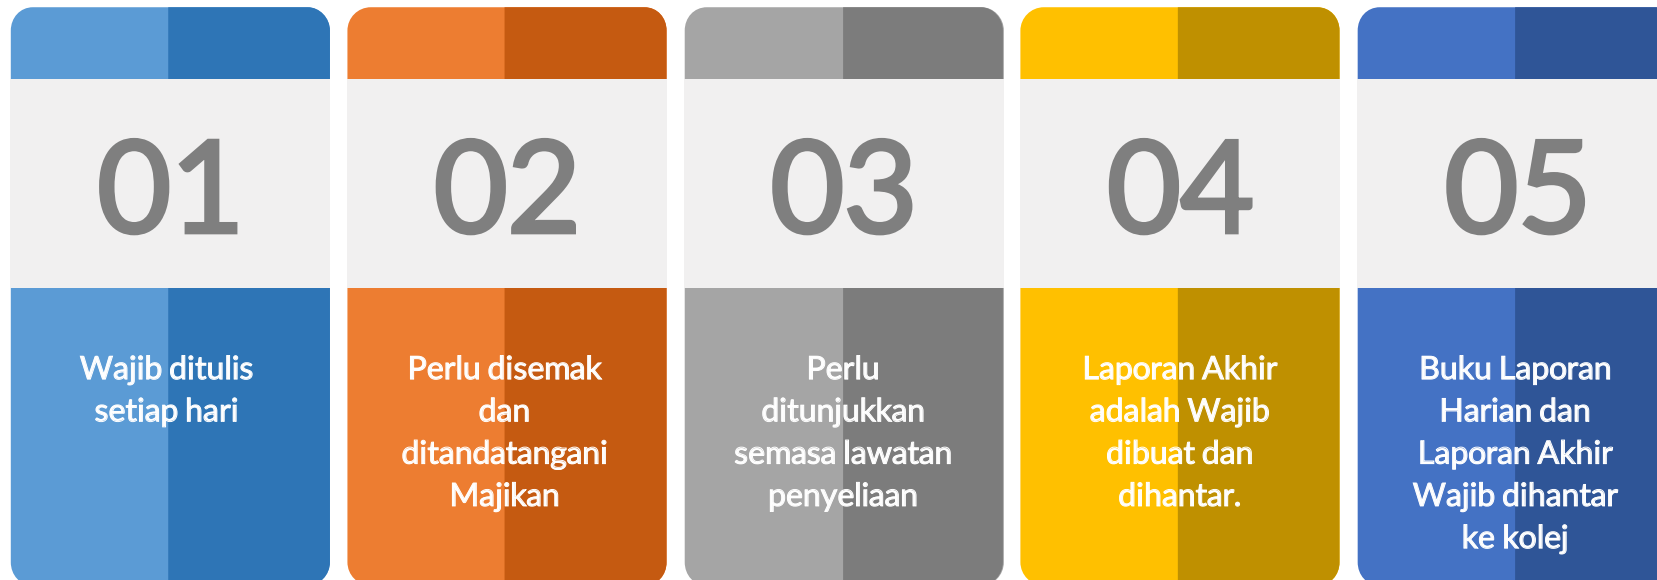 01
Wajib ditulis
setiap hari
02
Perlu disemak
dan
ditandatangani
Majikan
03
Perlu
ditunjukkan
semasa lawatan
penyeliaan
04
Laporan Akhir
adalah Wajib
dibuat dan
dihantar.
05
Buku Laporan
Harian dan
Laporan Akhir
Wajib dihantar
ke kolej